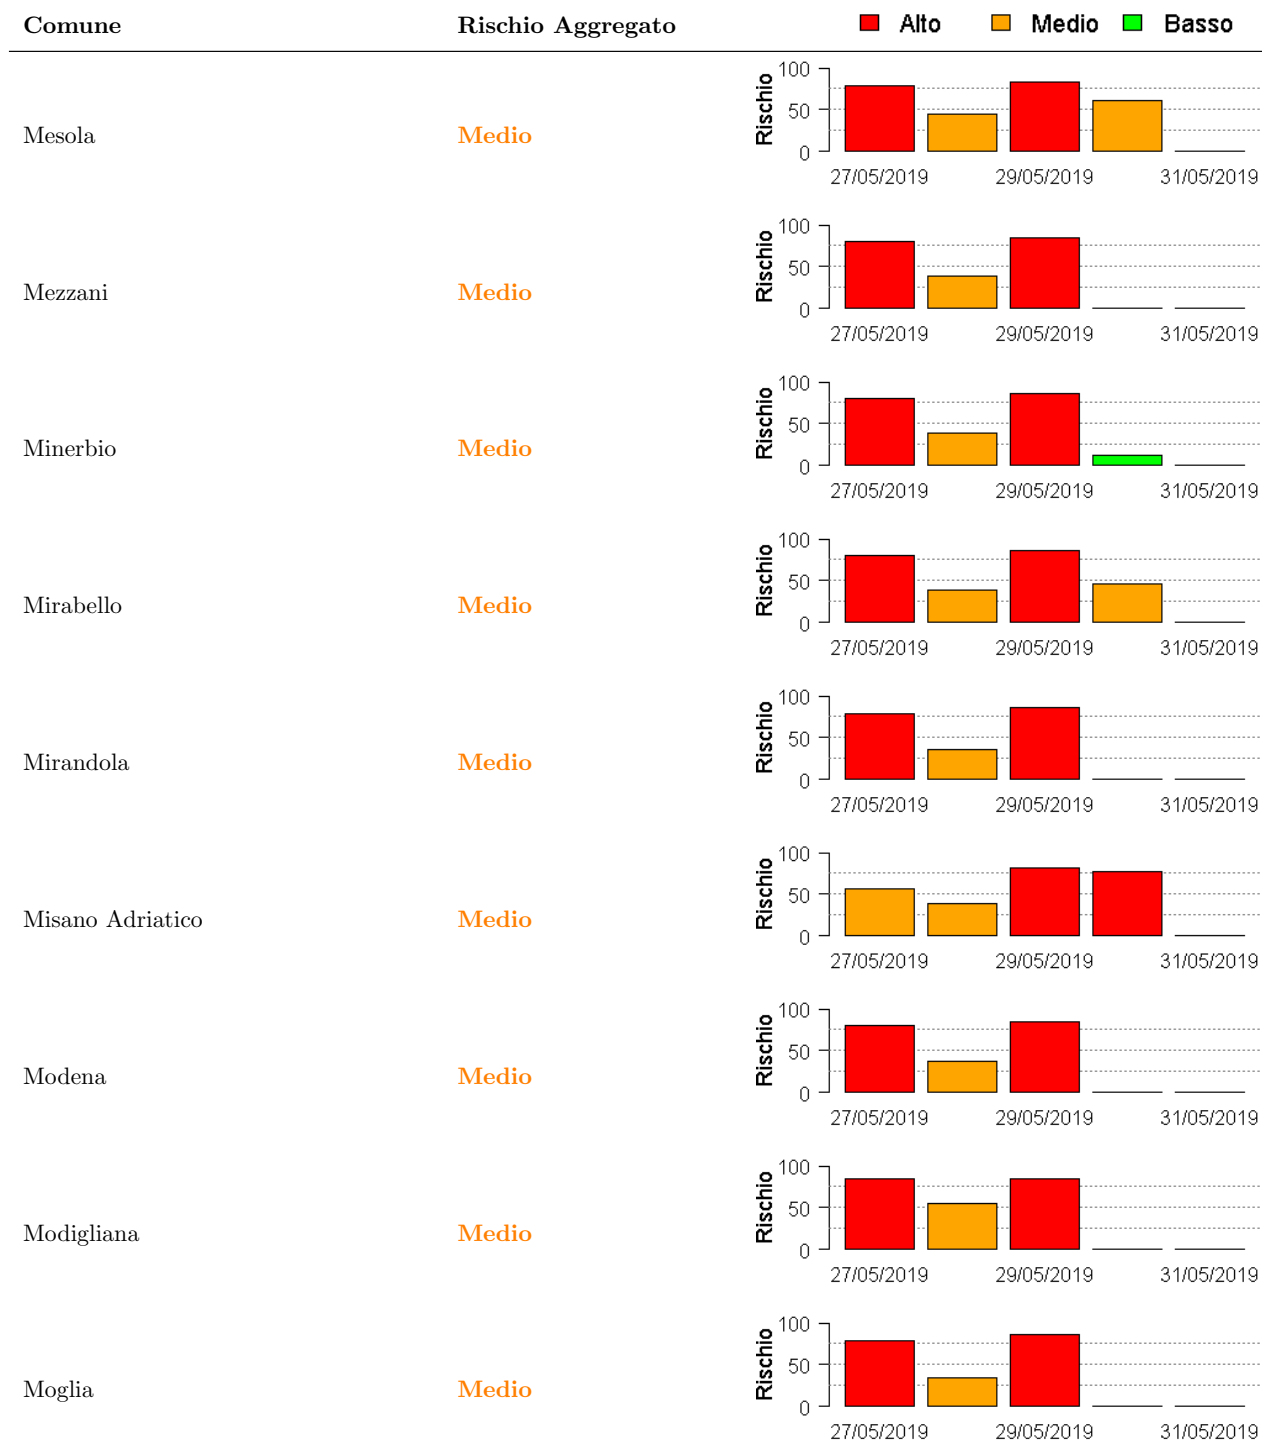 Comune Rischio Aggregato Alto Medio Basso
100
50
0
Rischio
Mesola Medio
27/05/2019 29/05/2019 31/05/2019
100
50
0
Rischio
Mezzani Medio
27/05/2019 29/05/2019 31/05/2019
100
50
0
Rischio
Minerbio Medio
27/05/2019 29/05/2019 31/05/2019
100
50
0
Rischio
Mirabello Medio
27/05/2019 29/05/2019 31/05/2019
100
50
0
Rischio
Mirandola Medio
27/05/2019 29/05/2019 31/05/2019
100
50
0
Rischio
Misano Adriatico Medio
27/05/2019 29/05/2019 31/05/2019
100
50
0
Rischio
Modena Medio
27/05/2019 29/05/2019 31/05/2019
100
50
0
Rischio
Modigliana Medio
27/05/2019 29/05/2019 31/05/2019
100
50
0
Rischio
Moglia Medio
27/05/2019 29/05/2019 31/05/2019